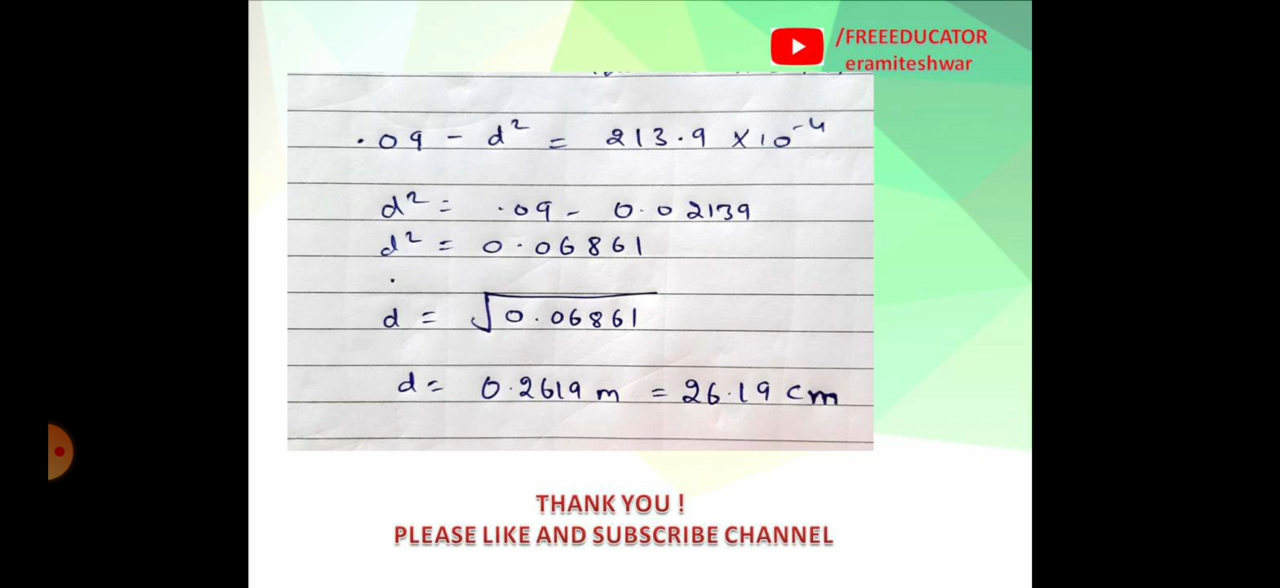 /FREEEDUCATOR
eramiteshwar
.09 - d² = 213.9 × 10⁻⁴
d² = .09 - 0.02139
d² = 0.06861
d = √0.06861
d = 0.2619 m = 26.19 cm
THANK YOU !
PLEASE LIKE AND SUBSCRIBE CHANNEL